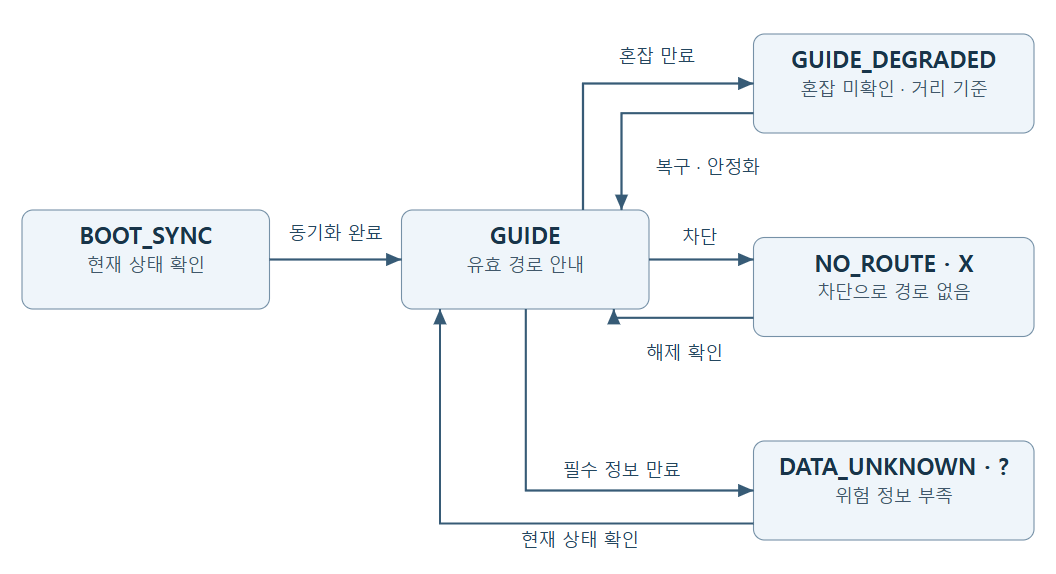 혼잡 만료
GUIDE_DEGRADED
혼잡 미확인 · 거리 기준
복구 · 안정화
BOOT_SYNC
현재 상태 확인
동기화 완료
GUIDE
유효 경로 안내
차단
NO_ROUTE · X
차단으로 경로 없음
해제 확인
필수 정보 만료
DATA_UNKNOWN · ?
위험 정보 부족
현재 상태 확인